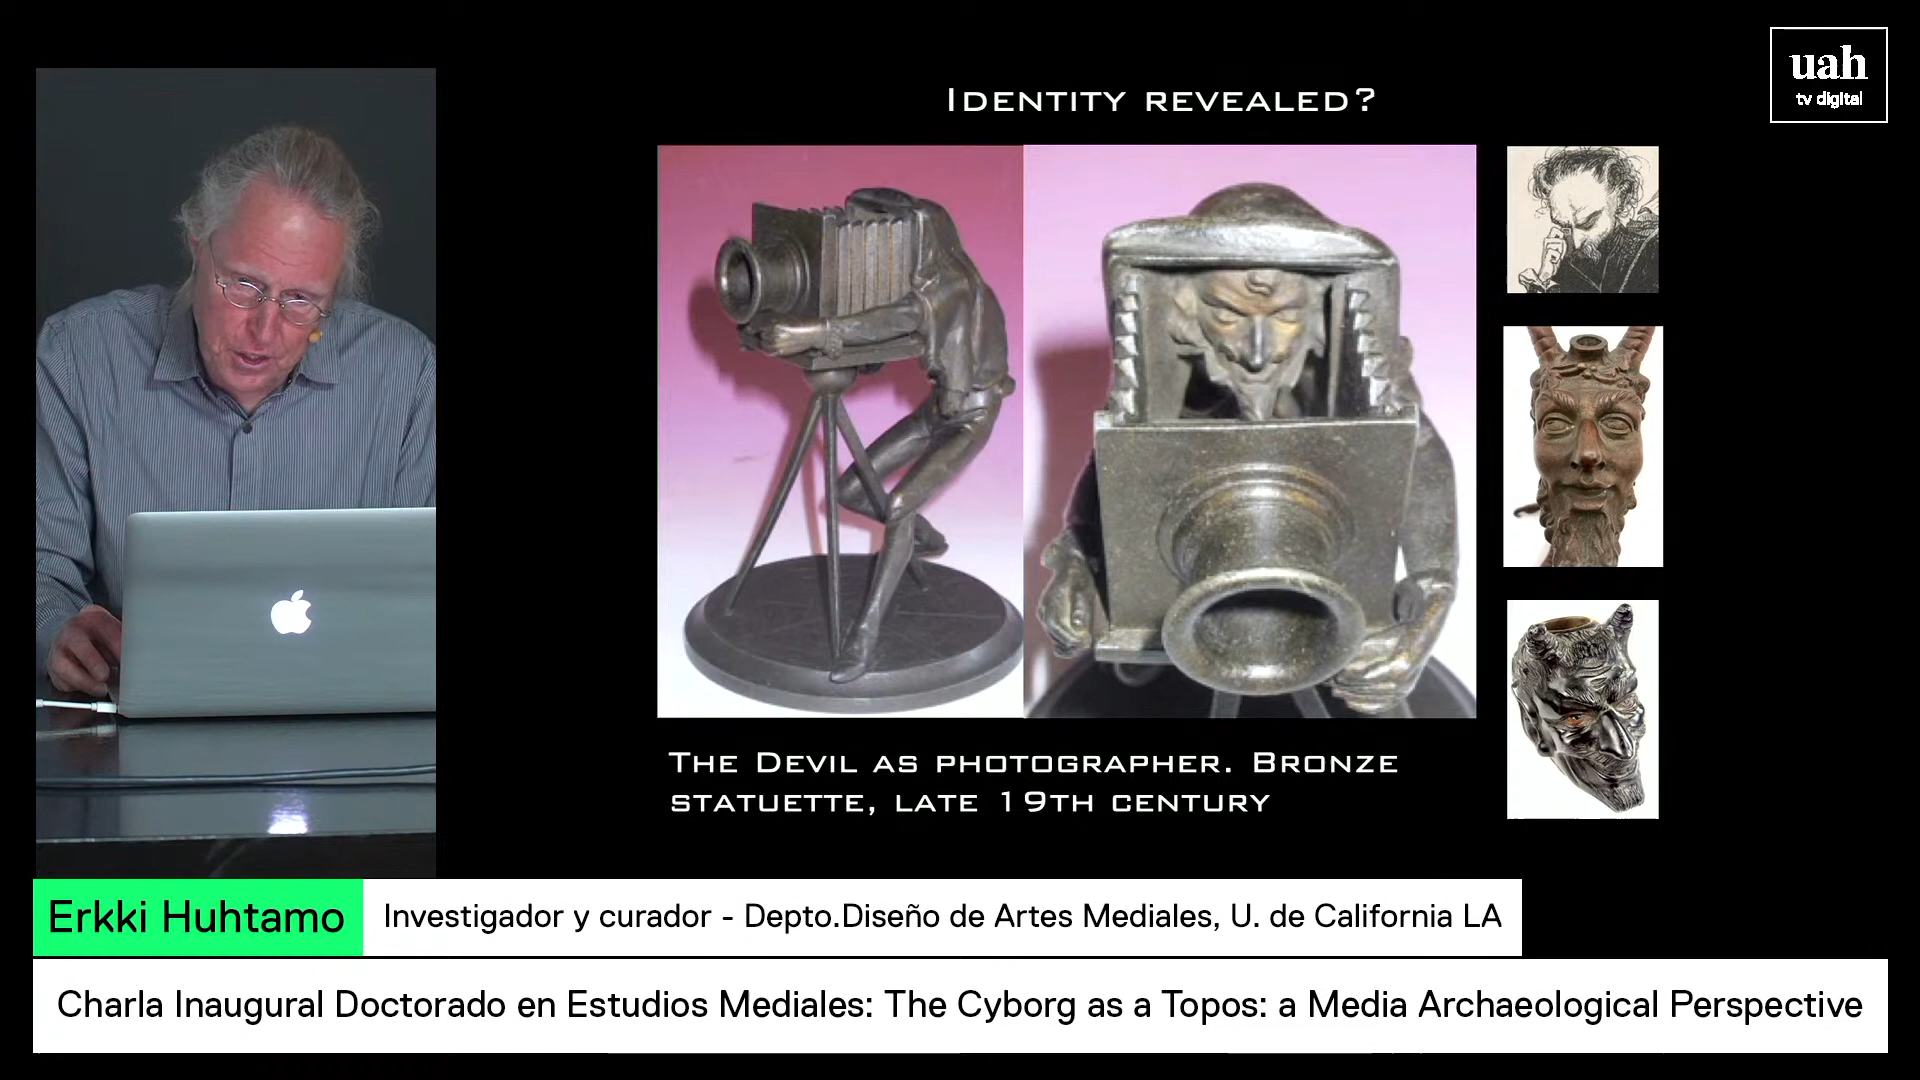 uah
tv digital
IDENTITY REVEALED?
THE DEVIL AS PHOTOGRAPHER. BRONZE
STATUETTE, LATE 19TH CENTURY
Erkki Huhtamo
Investigador y curador - Depto.Diseño de Artes Mediales, U. de California LA
Charla Inaugural Doctorado en Estudios Mediales: The Cyborg as a Topos: a Media Archaeological Perspective